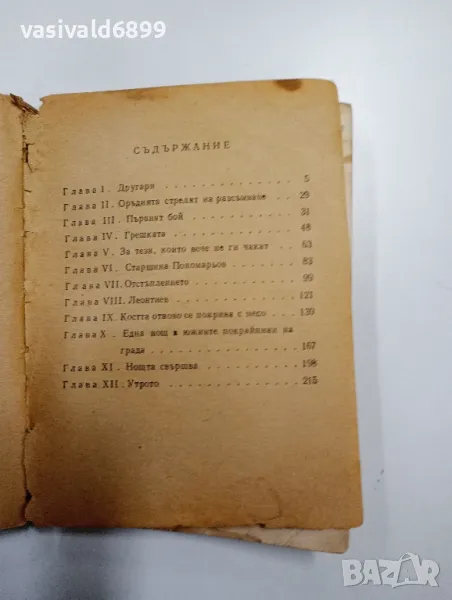 vasivald6899
СЪДЪРЖАНИЕ
Глава I. Другари . . . . . . . . . . . . . 5
Глава II. Оръдията стрелят на разсъмване . . 29
Глава III. Първият бой . . . . . . . . . . 31
Глава IV. Грешката . . . . . . . . . . . . 48
Глава V. За тези, които вече не ги чакат . . 63
Глава VI. Старшина Пономарьов . . . . . . 83
Глава VII. Отстъплението . . . . . . . . . 99
Глава VIII. Леонтиев . . . . . . . . . . . 121
Глава IX. Костта отново се покрива с месо . . 139
Глава X. Една нощ в южните покрайнини на
града . . . . . . . . . . . . . 167
Глава XI. Нощта свършва . . . . . . . . . 198
Глава XII. Утрото . . . . . . . . . . . . 215
BAZAR